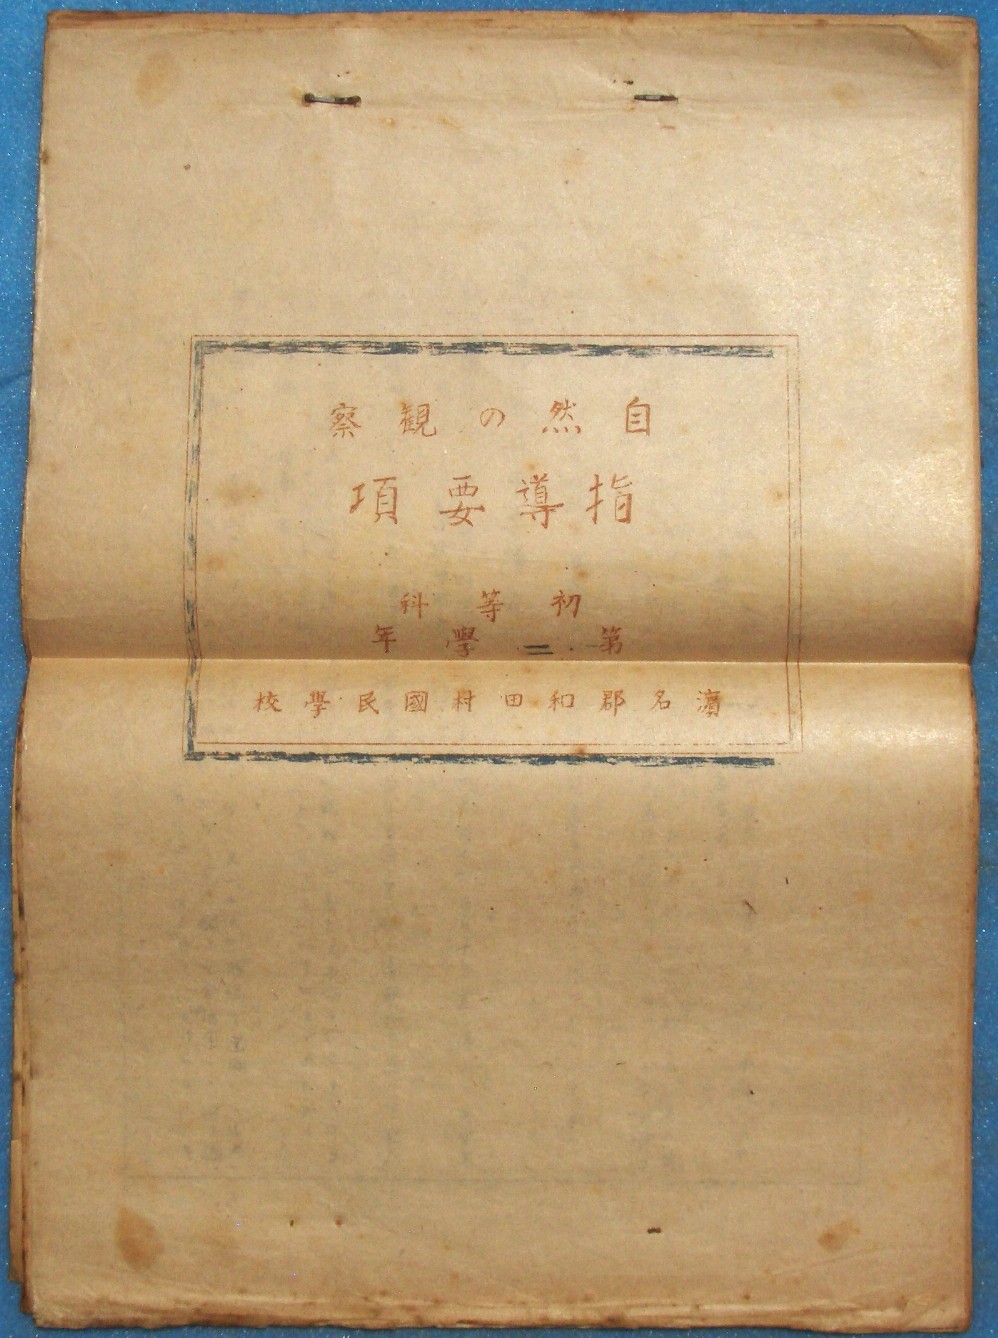 自然の観察
指導要項
初等科
第二學年
濱名郡和田村國民學校